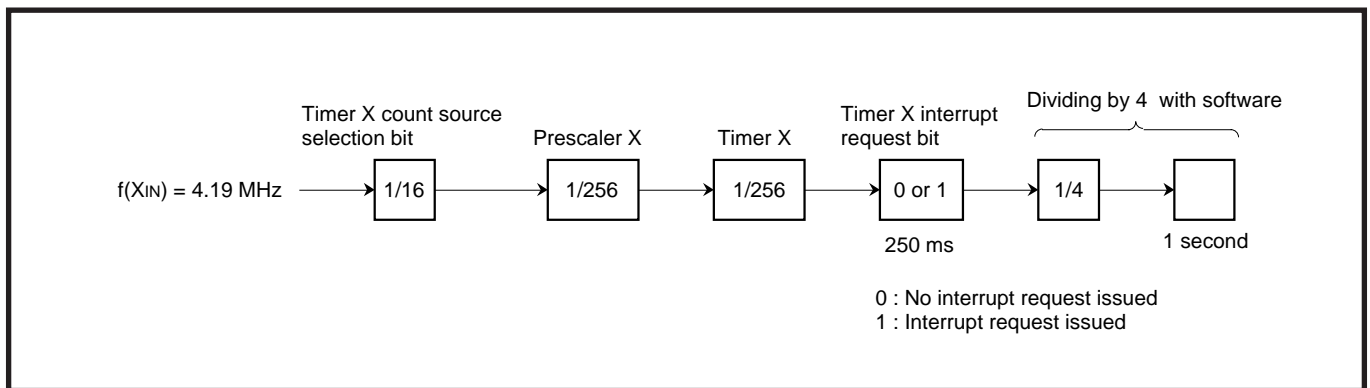 Dividing by 4 with software
Timer X count source
selection bit
Prescaler X
Timer X
Timer X interrupt
request bit
f(XIN) = 4.19 MHz
1/16
1/256
1/256
0 or 1
1/4
250 ms
1 second
0 : No interrupt request issued
1 : Interrupt request issued